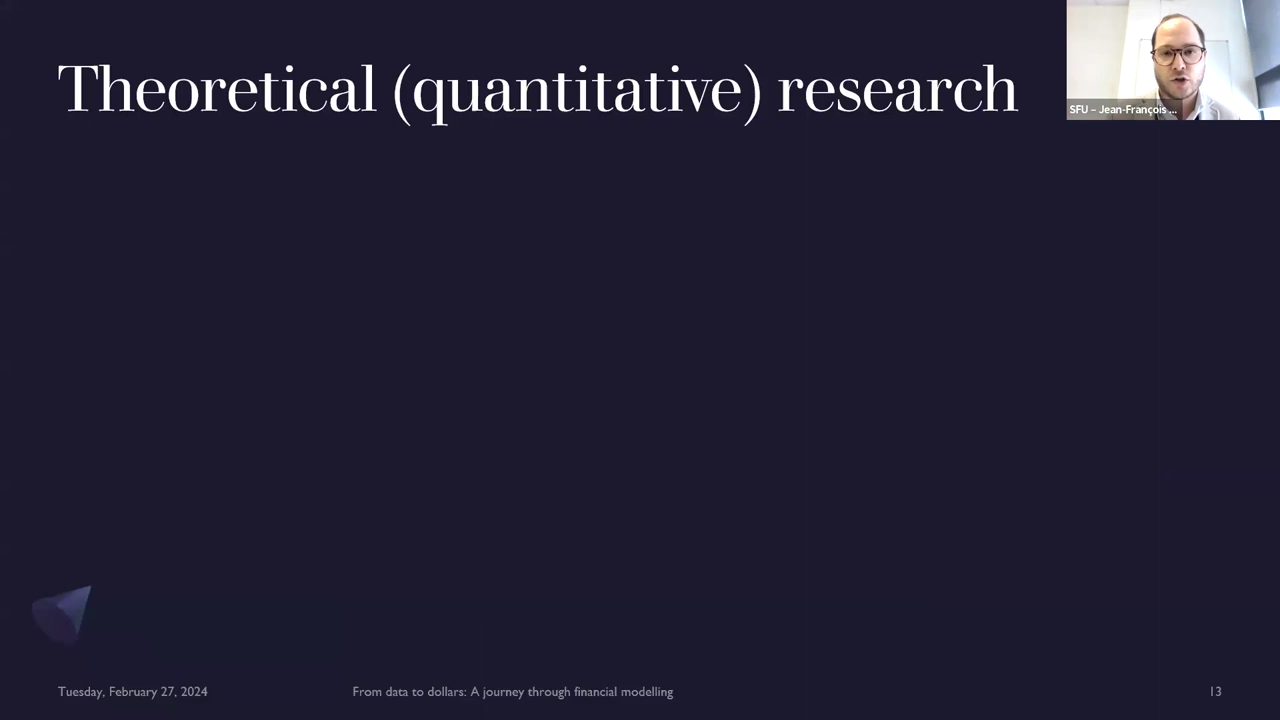 Theoretical (quantitative) research
SFU – Jean-François ...
Tuesday, February 27, 2024
From data to dollars: A journey through financial modelling
13